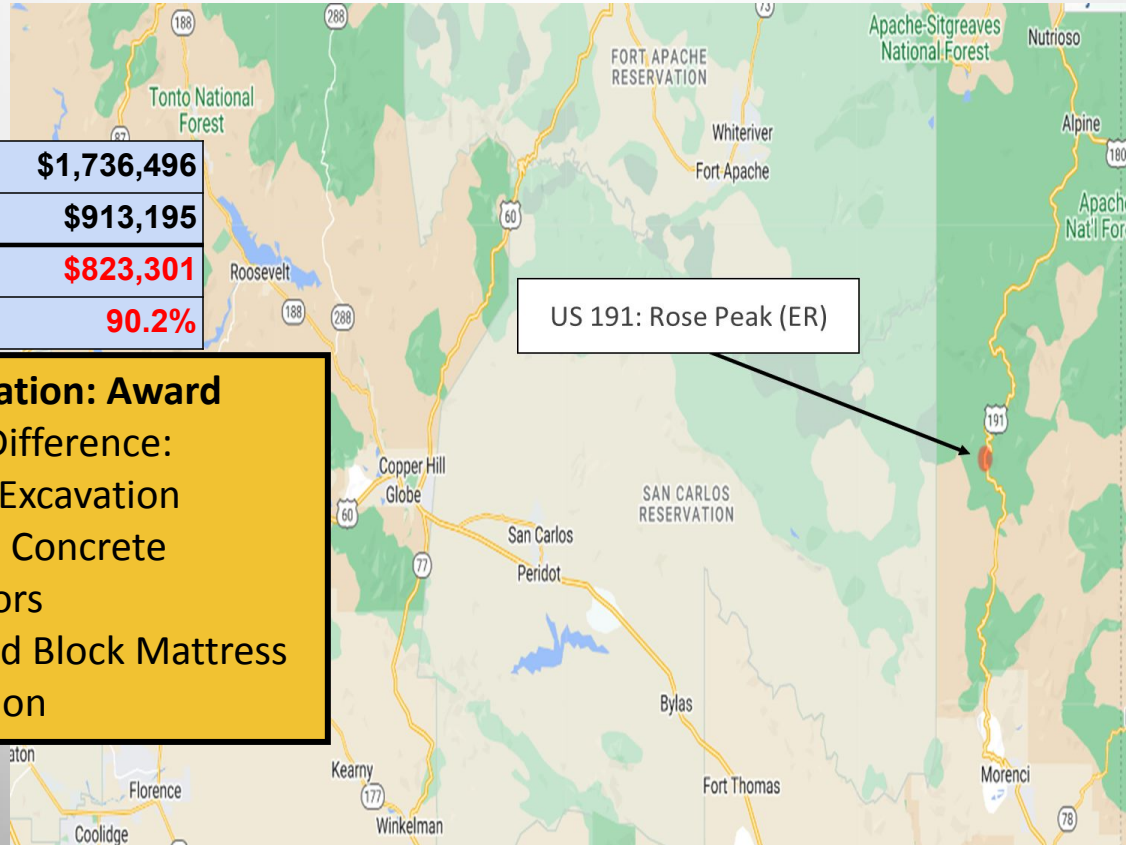 $1,736,496
$913,195
$823,301
90.2%
ation: Award
Difference:
Excavation
Concrete
ors
d Block Mattress
on
US 191: Rose Peak (ER)
188
288
73
Apache-Sitgreaves
National Forest
Nutrioso
FORT APACHE
RESERVATION
Tonto National
Forest
87
Whiteriver
Fort Apache
Alpine
180
Apache
Nat'l For
60
Roosevelt
188
288
191
Copper Hill
Globe
60
SAN CARLOS
RESERVATION
San Carlos
Peridot
77
Bylas
Kearny
177
Winkelman
Fort Thomas
Morenci
78
aton
Florence
Coolidge